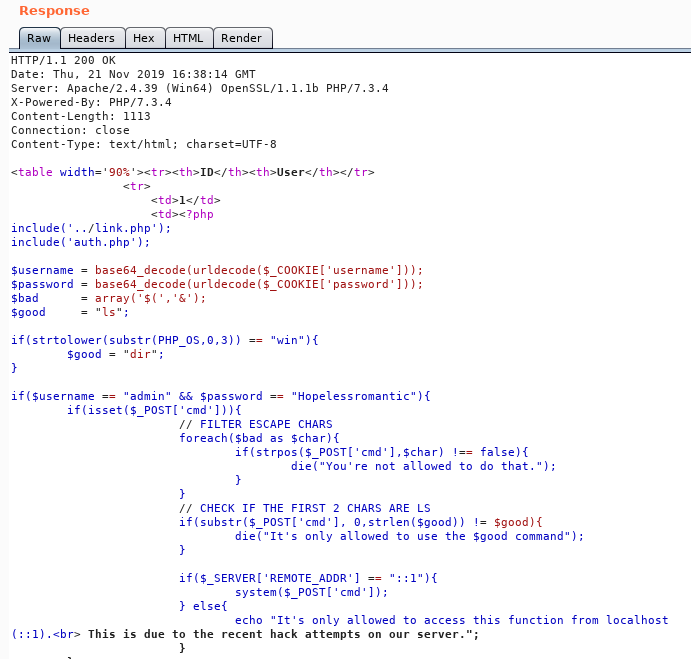 Response
Raw Headers Hex HTML Render
HTTP/1.1 200 OK
Date: Thu, 21 Nov 2019 16:38:14 GMT
Server: Apache/2.4.39 (Win64) OpenSSL/1.1.1b PHP/7.3.4
X-Powered-By: PHP/7.3.4
Content-Length: 1113
Connection: close
Content-Type: text/html; charset=UTF-8

<table width='90%'><tr><th>ID</th><th>User</th></tr>
                <tr>
                    <td>1</td>
                    <td><?php
include('../link.php');
include('auth.php');

$username = base64_decode(urldecode($_COOKIE['username']));
$password = base64_decode(urldecode($_COOKIE['password']));
$bad      = array('$(','&');
$good     = "ls";

if(strtolower(substr(PHP_OS,0,3)) == "win"){
        $good = "dir";
}

if($username == "admin" && $password == "Hopelessromantic"){
        if(isset($_POST['cmd'])){
                        // FILTER ESCAPE CHARS
                        foreach($bad as $char){
                                if(strpos($_POST['cmd'],$char) !== false){
                                        die("You're not allowed to do that.");
                                }
                        }
                        // CHECK IF THE FIRST 2 CHARS ARE LS
                        if(substr($_POST['cmd'], 0,strlen($good)) != $good){
                                die("It's only allowed to use the $good command");
                        }

                        if($_SERVER['REMOTE_ADDR'] == "::1"){
                                system($_POST['cmd']);
                        } else{
                                echo "It's only allowed to access this function from localhost
(::1).<br> This is due to the recent hack attempts on our server.";
                        }